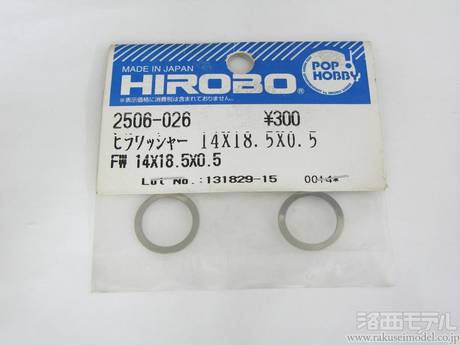 MADE IN JAPAN
HIROBO®
POP HOBBY!
※表示価格に消費税は含まれておりません。
2506-026 ¥300
ヒラワッシャー 14X18.5X0.5
FW 14X18.5X0.5
Lot No.:131829-15 0014*
洛西モデル
www.rakuseimodel.co.jp